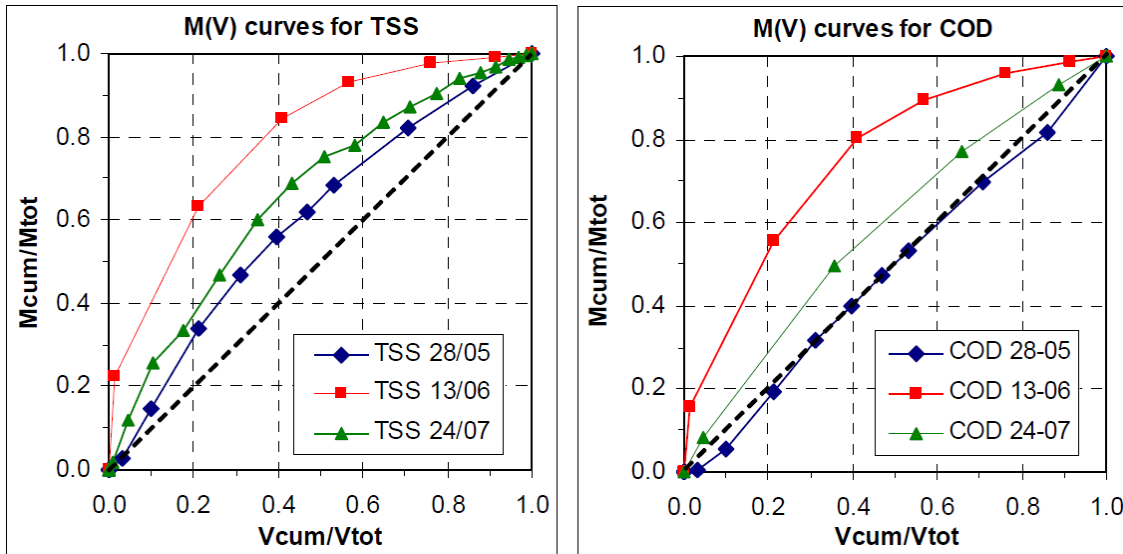 M(V) curves for TSS
1.0
0.8
0.6
0.4
0.2
0.0
Mcum/Mtot
TSS 28/05
TSS 13/06
TSS 24/07
0.0 0.2 0.4 0.6 0.8 1.0
Vcum/Vtot
M(V) curves for COD
1.0
0.8
0.6
0.4
0.2
0.0
Mcum/Mtot
COD 28-05
COD 13-06
COD 24-07
0.0 0.2 0.4 0.6 0.8 1.0
Vcum/Vtot